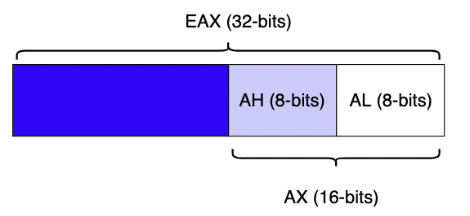 EAX (32-bits)
AH (8-bits)
AL (8-bits)
AX (16-bits)